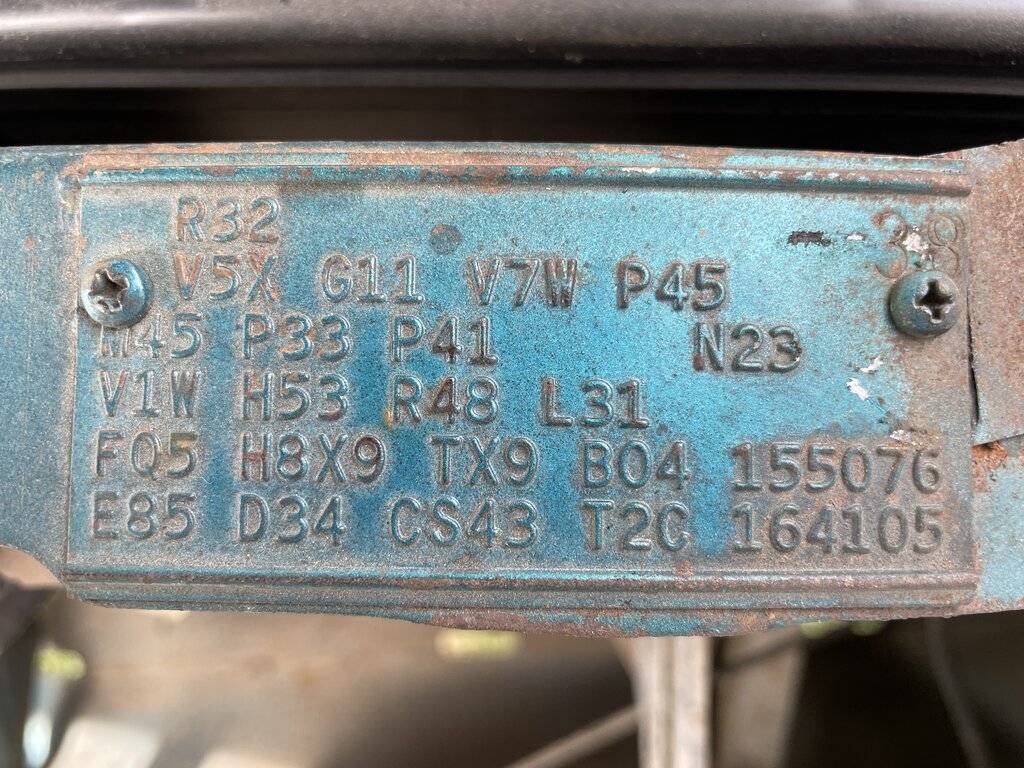 R32 38
V5X G11 V7W P45
M45 P33 P41 N23
V1W H53 R48 L31
FQ5 H8X9 TX9 B04 155076
E85 D34 CS43 T2C 164105